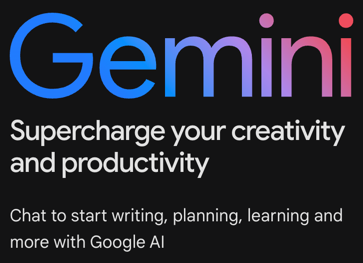 Gemini
Supercharge your creativity
and productivity
Chat to start writing, planning, learning and
more with Google AI